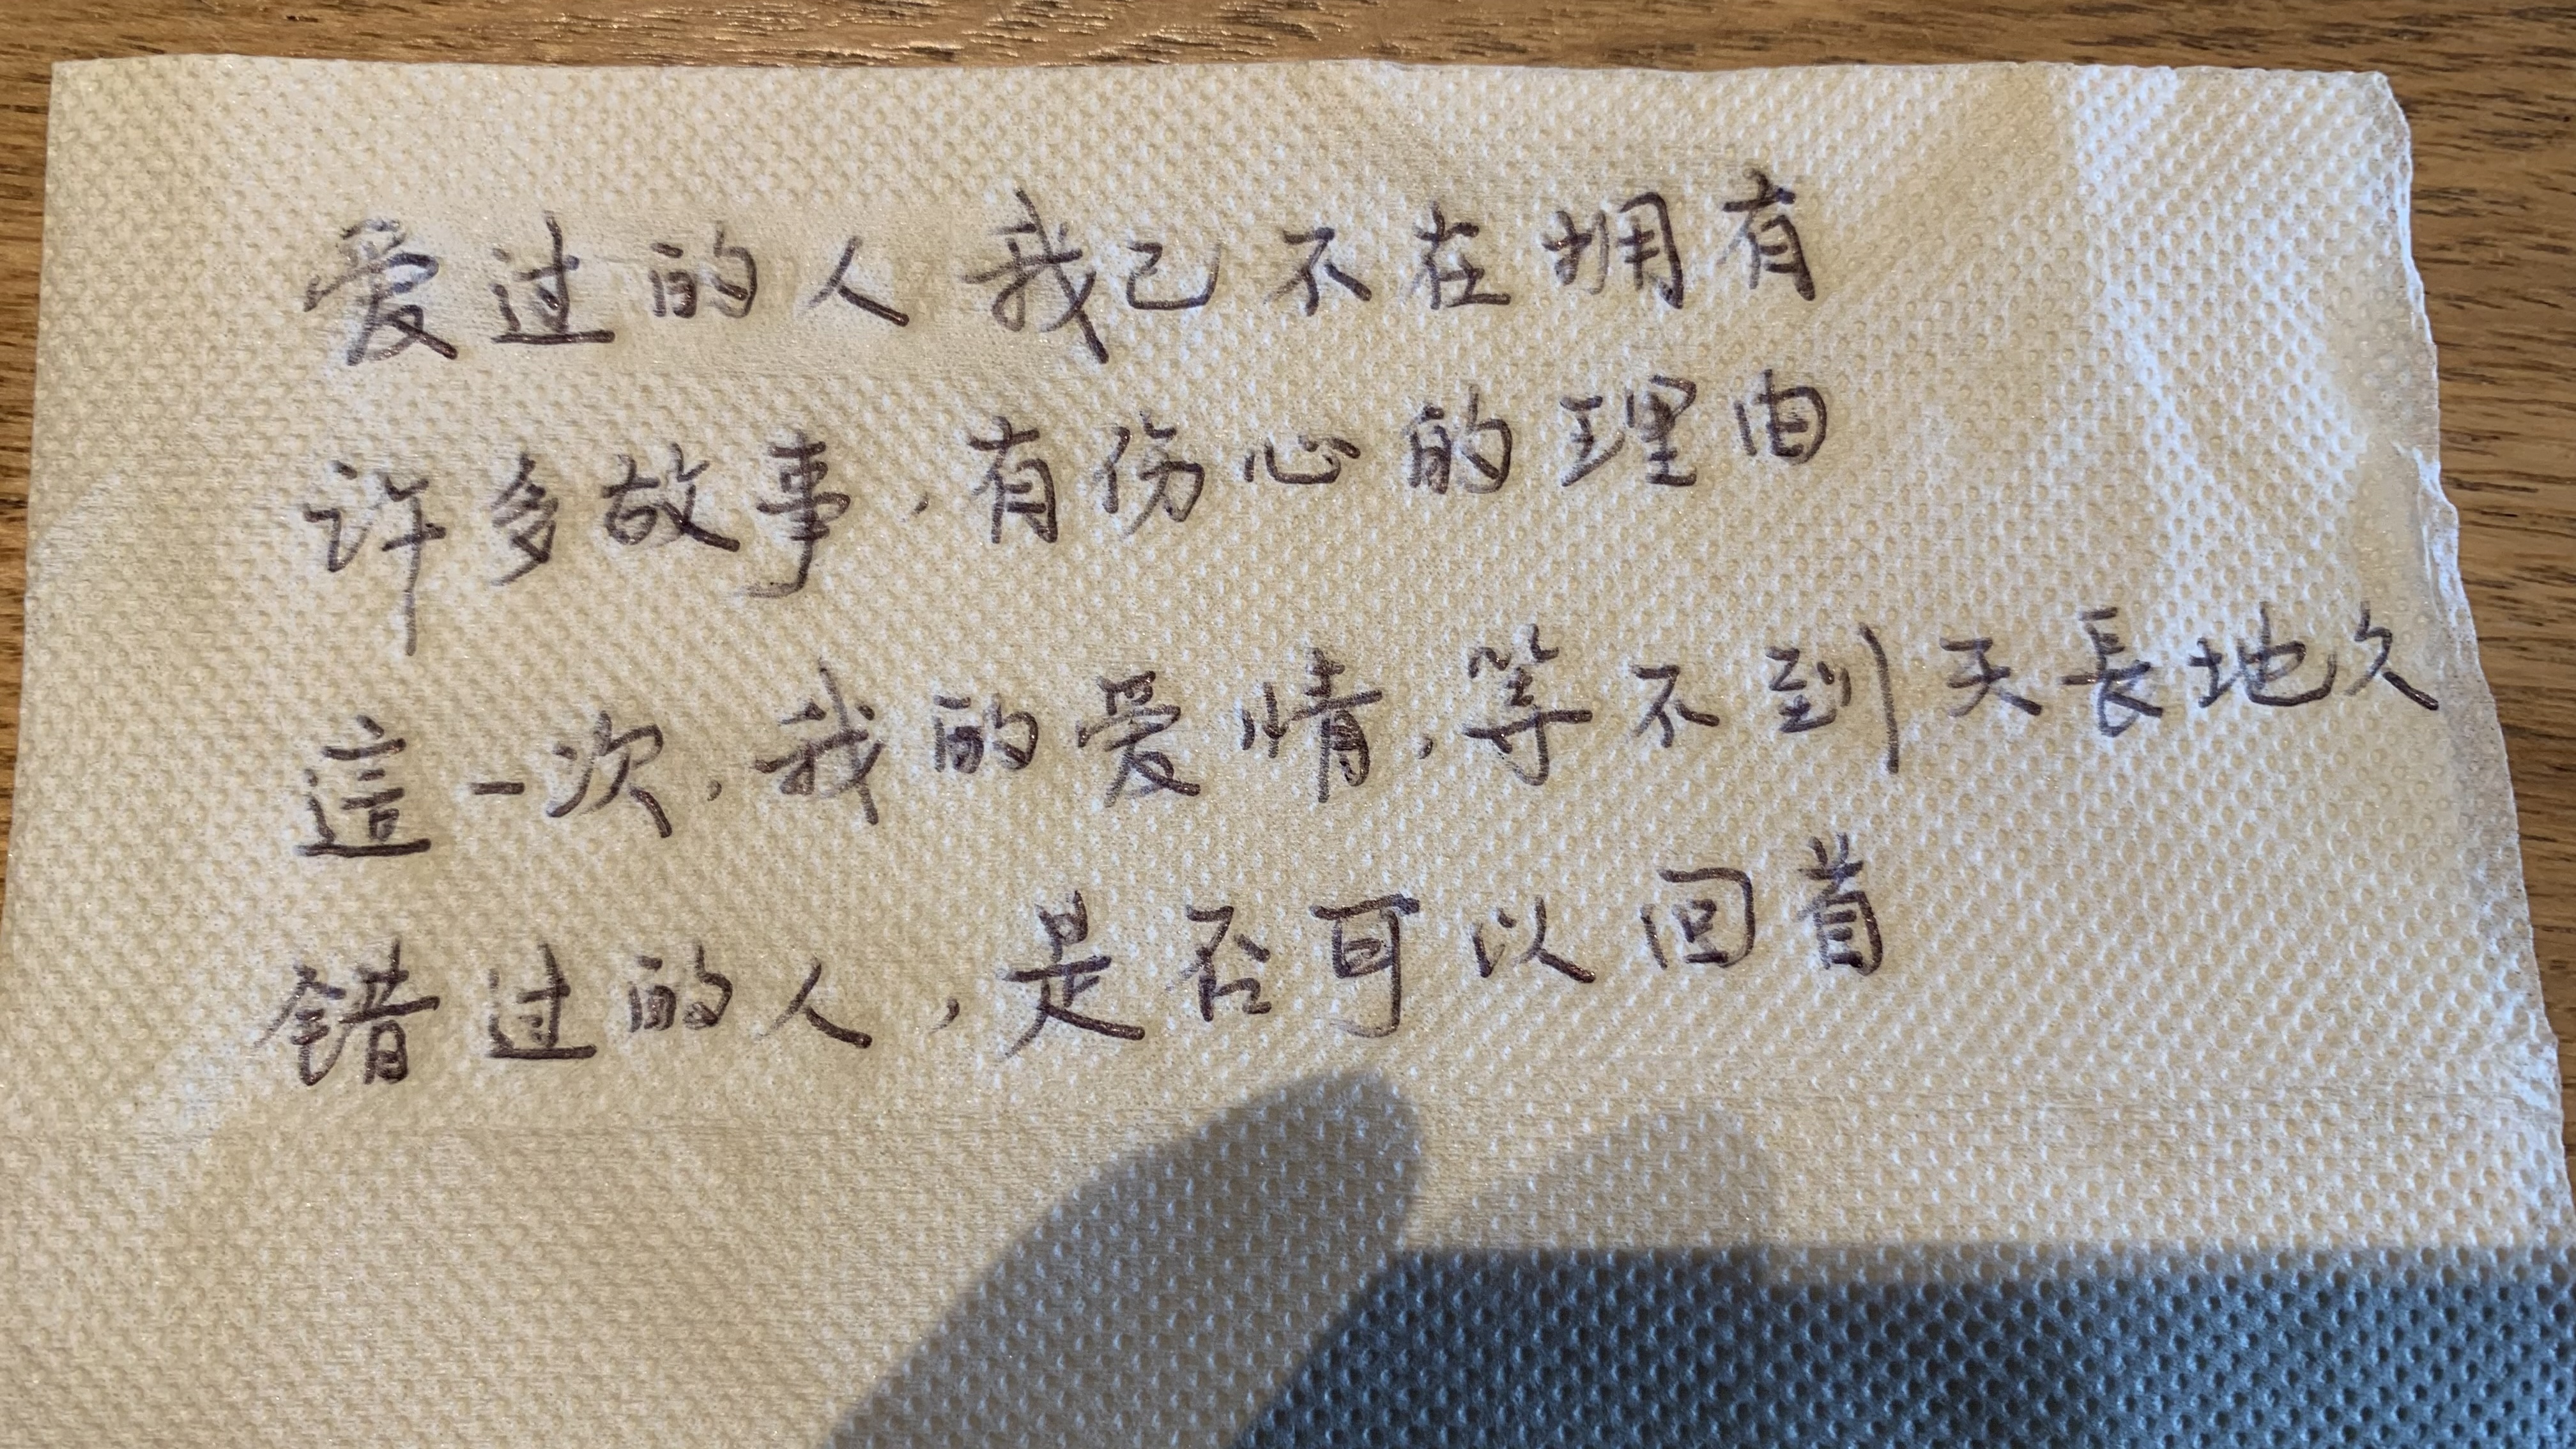 爱过的人 我已不在拥有
许多故事,有伤心的理由
這一次,我的爱情,等不到天長地久
错过的人,是否可以回首